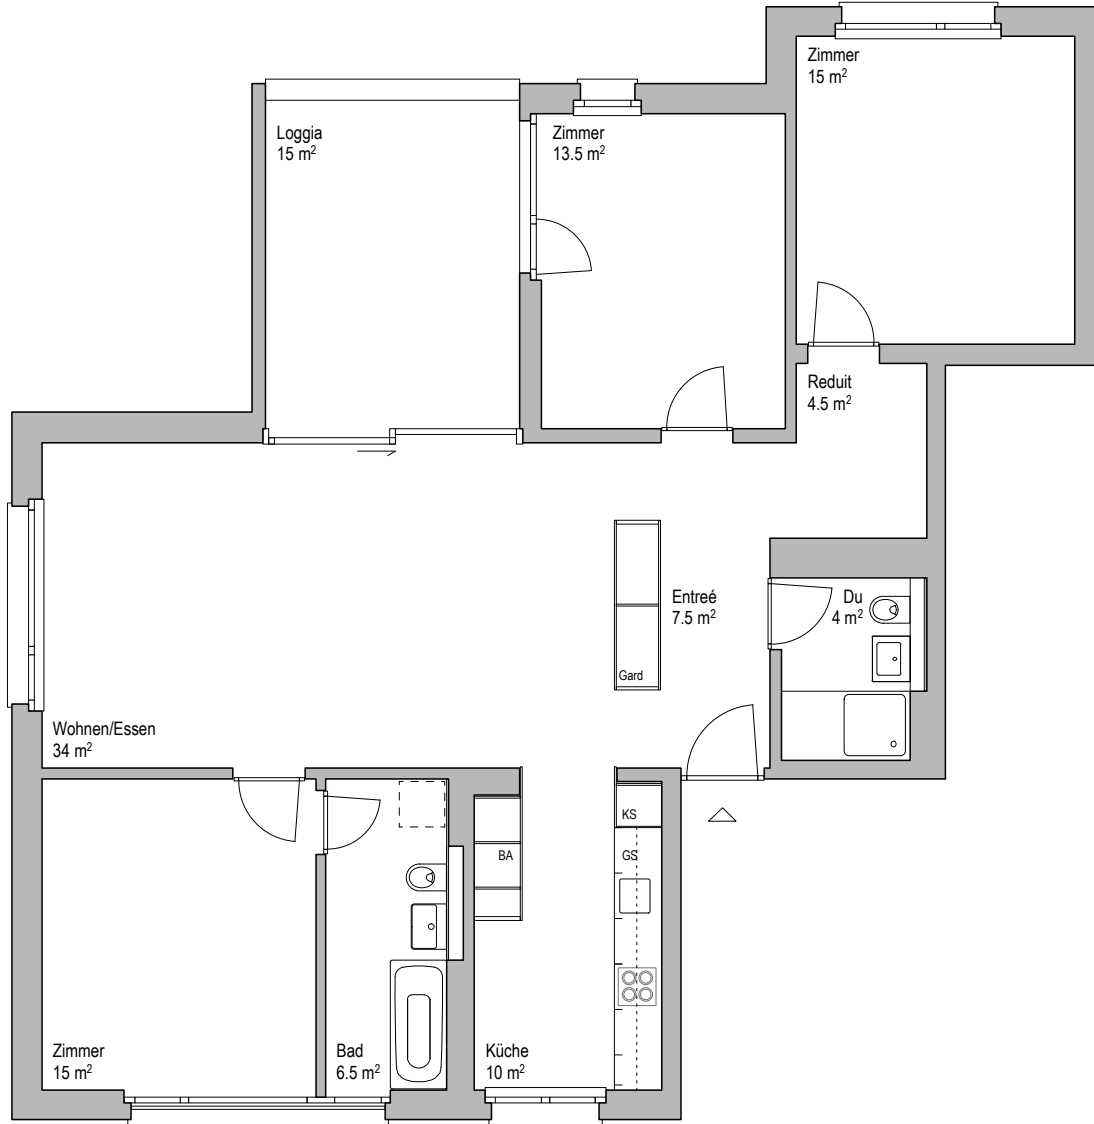 Zimmer
15 m²
Loggia
15 m²
Zimmer
13.5 m²
Reduit
4.5 m²
Entreé
7.5 m²
Du
4 m²
Gard
Wohnen/Essen
34 m²
KS
BA
GS
Zimmer
15 m²
Bad
6.5 m²
Küche
10 m²